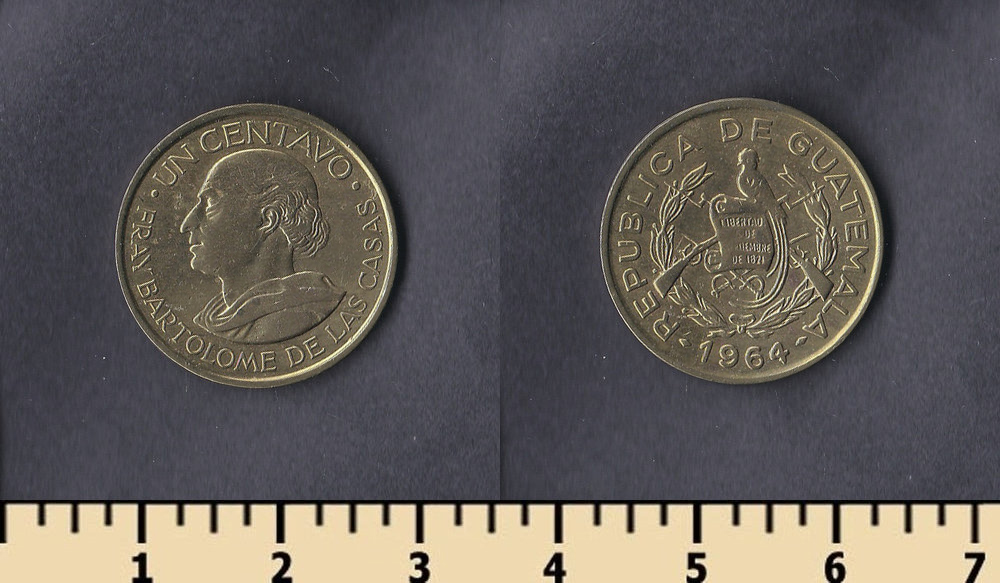 UN CENTAVO
FRAY BARTOLOME DE LAS CASAS
REPUBLICA DE GUATEMALA
LIBERTAD
DE
DE 1821
1964
1 2 3 4 5 6 7